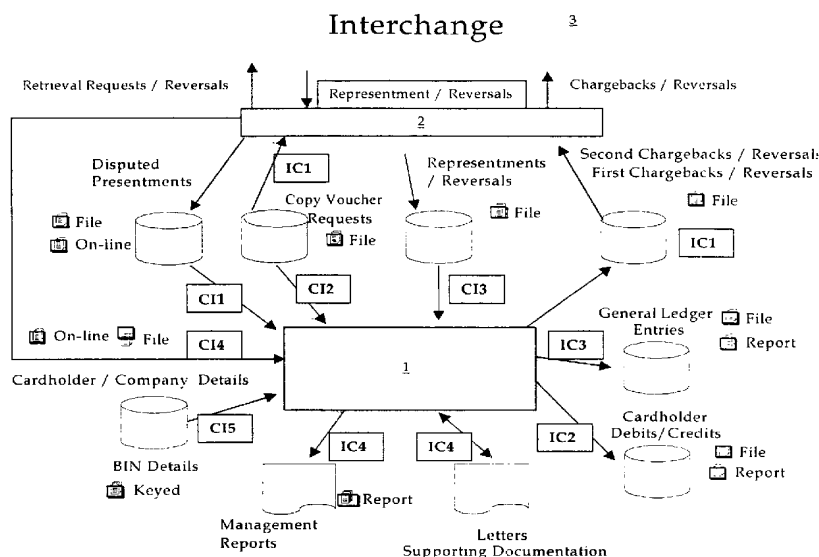 Interchange 3
Retrieval Requests / Reversals
Representment / Reversals
Chargebacks / Reversals
2
Disputed
Presentments
IC1
Representments
/ Reversals
Second Chargebacks / Reversals
First Chargebacks / Reversals
Copy Voucher
Requests
File
On-line
File
File
File
IC1
CI1
CI2
CI3
On-line
File
CI4
General Ledger
Entries
File
Report
IC3
1
Cardholder / Company Details
CI5
BIN Details
Keyed
IC4
IC4
IC2
Cardholder
Debits/Credits
File
Report
Management
Reports
Report
Letters
Supporting Documentation